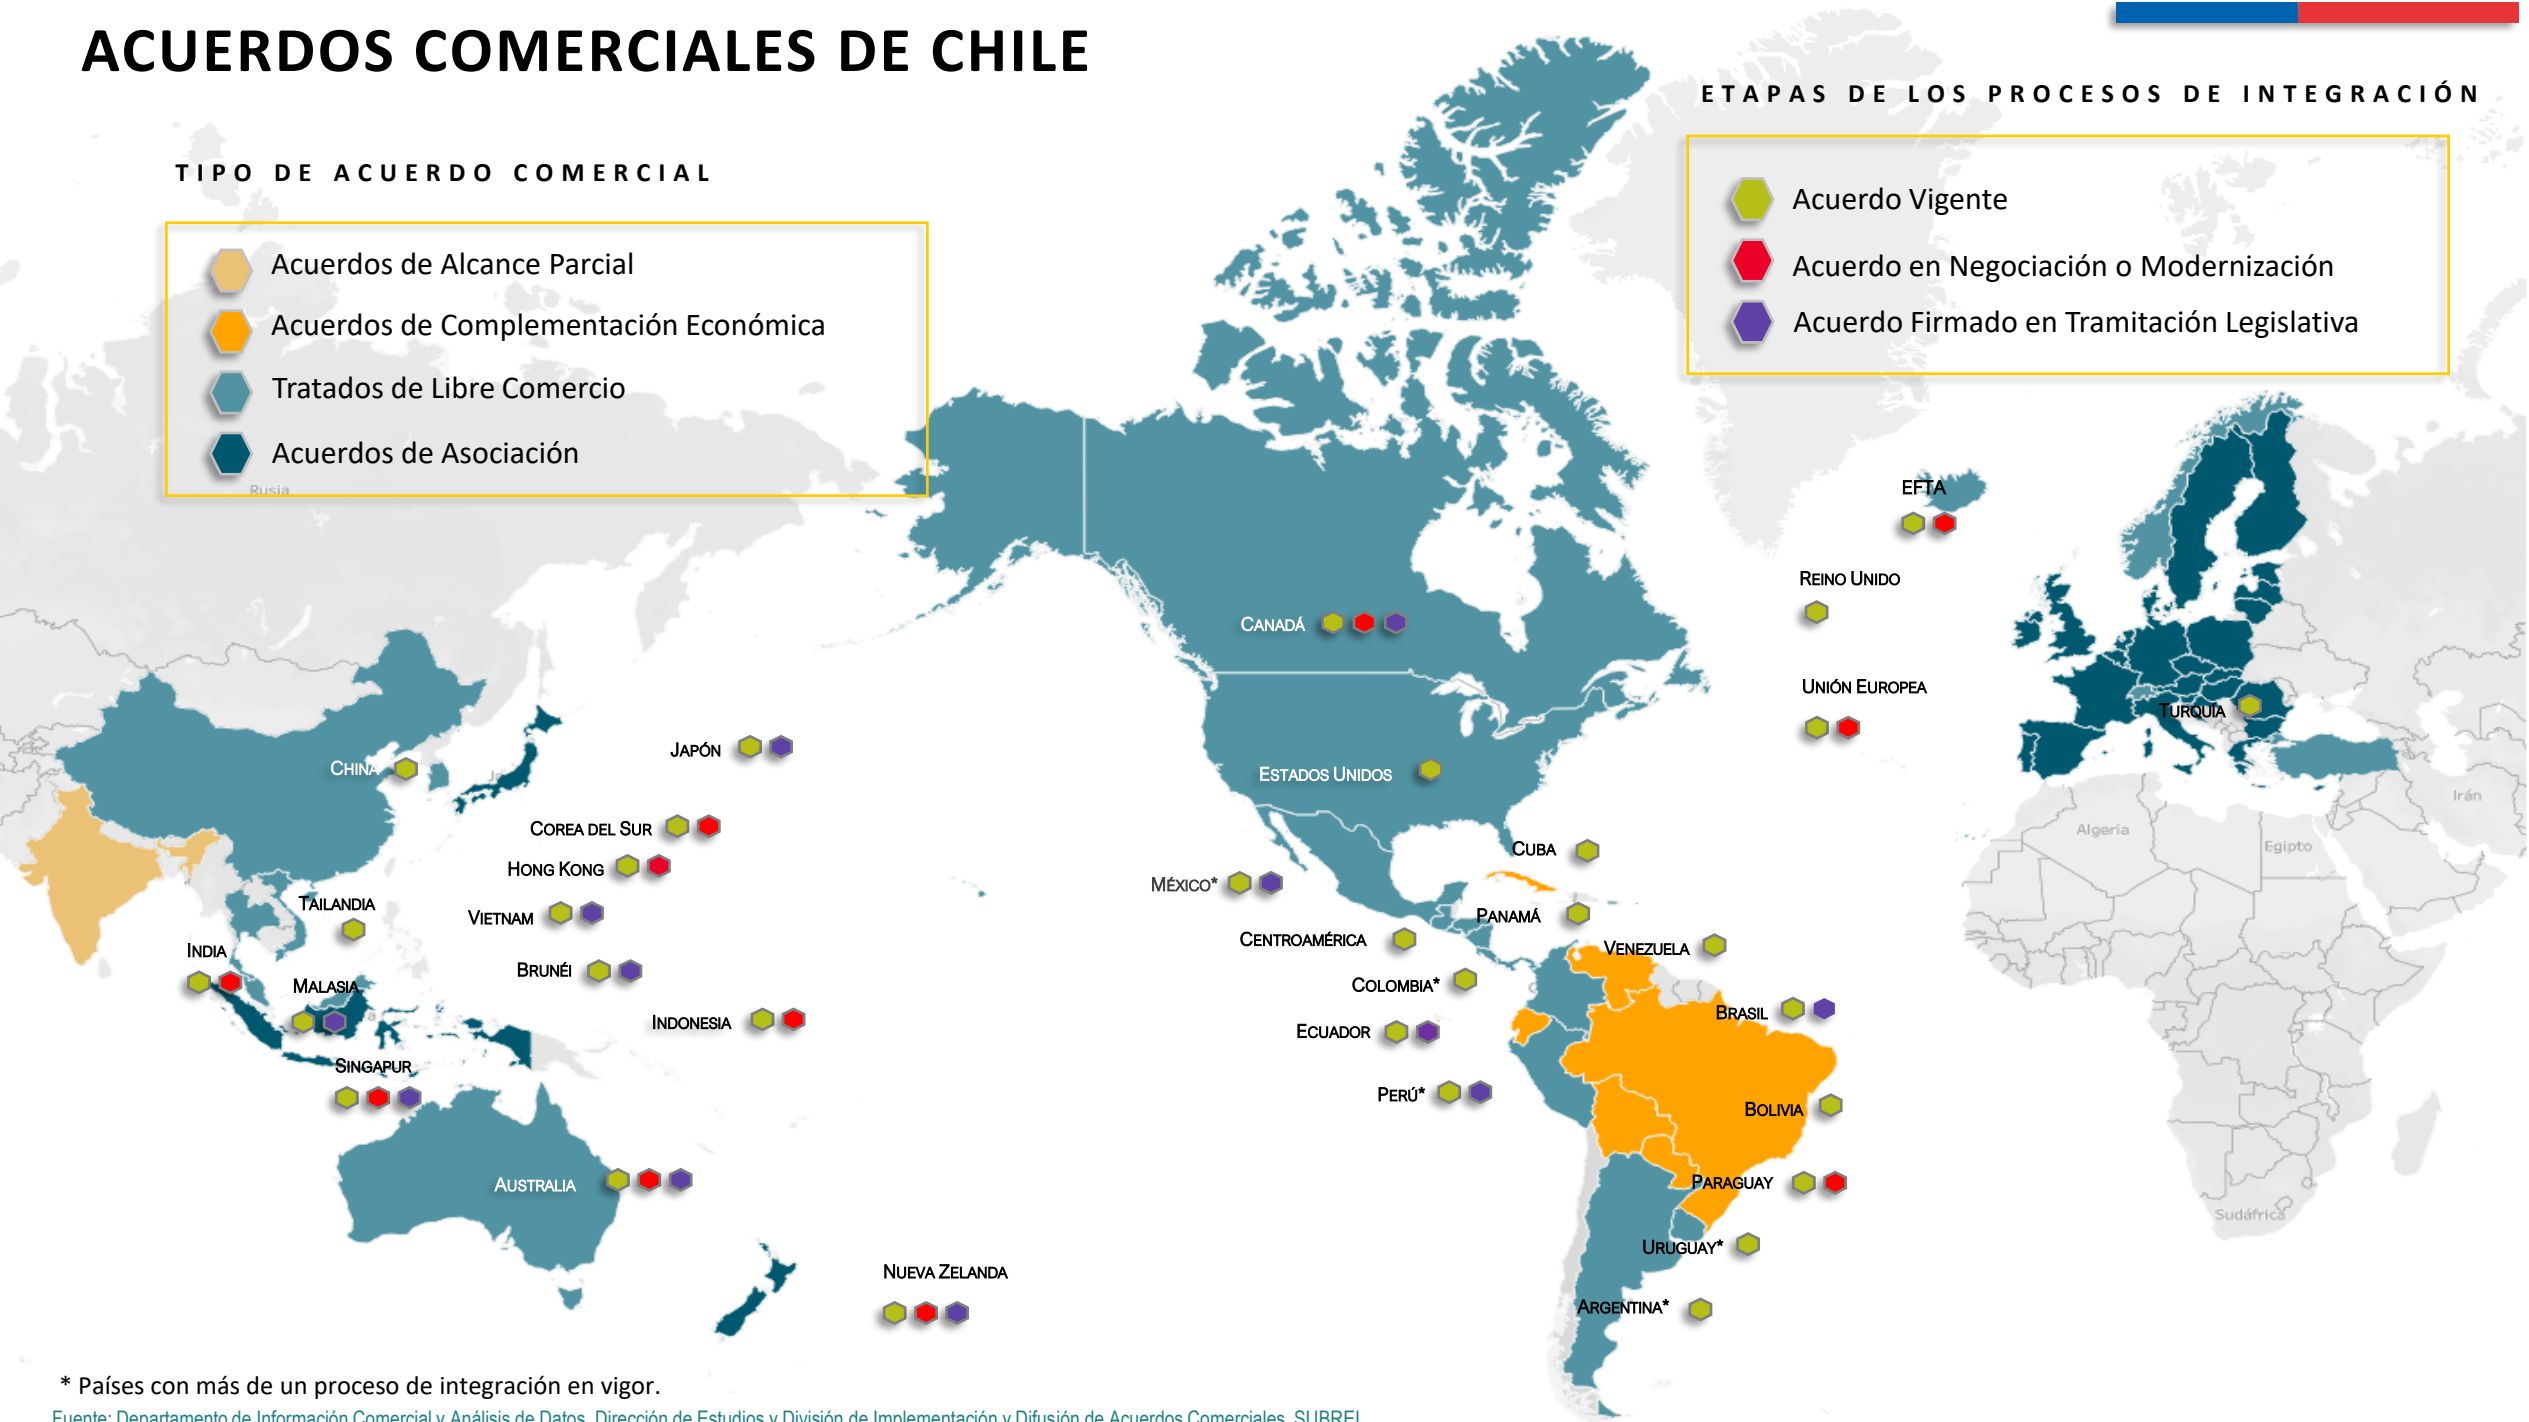 ACUERDOS COMERCIALES DE CHILE
ETAPAS DE LOS PROCESOS DE INTEGRACIÓN
TIPO DE ACUERDO COMERCIAL
Acuerdo Vigente
Acuerdo en Negociación o Modernización
Acuerdo Firmado en Tramitación Legislativa
Acuerdos de Alcance Parcial
Acuerdos de Complementación Económica
Tratados de Libre Comercio
Acuerdos de Asociación
Rusia
EFTA
REINO UNIDO
CANADÁ
UNIÓN EUROPEA
TURQUÍA
JAPÓN
CHINA
ESTADOS UNIDOS
Irán
COREA DEL SUR
Algeria
Egipto
CUBA
HONG KONG
MÉXICO*
TAILANDIA
VIETNAM
PANAMÁ
CENTROAMÉRICA
VENEZUELA
INDIA
BRUNÉI
MALASIA
COLOMBIA*
BRASIL
INDONESIA
ECUADOR
SINGAPUR
PERÚ*
BOLIVIA
AUSTRALIA
PARAGUAY
Sudáfrica
URUGUAY*
NUEVA ZELANDA
ARGENTINA*
* Países con más de un proceso de integración en vigor.
Fuente: Departamento de Información Comercial y Análisis de Datos, Dirección de Estudios y División de Implementación y Difusión de Acuerdos Comerciales, SUBREI